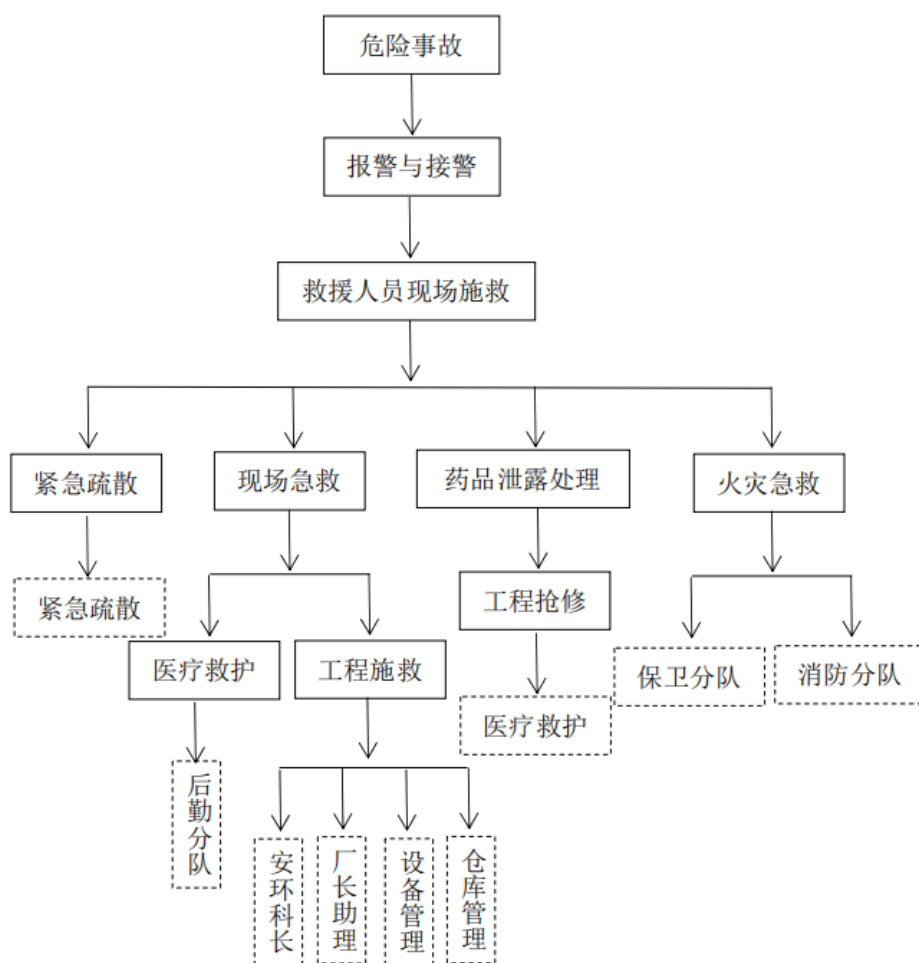 危险事故
报警与接警
救援人员现场施救
紧急疏散
现场急救
药品泄露处理
火灾急救
紧急疏散
医疗救护
工程施救
工程抢修
保卫分队
消防分队
医疗救护
后勤分队
安环科长
厂长助理
设备管理
仓库管理